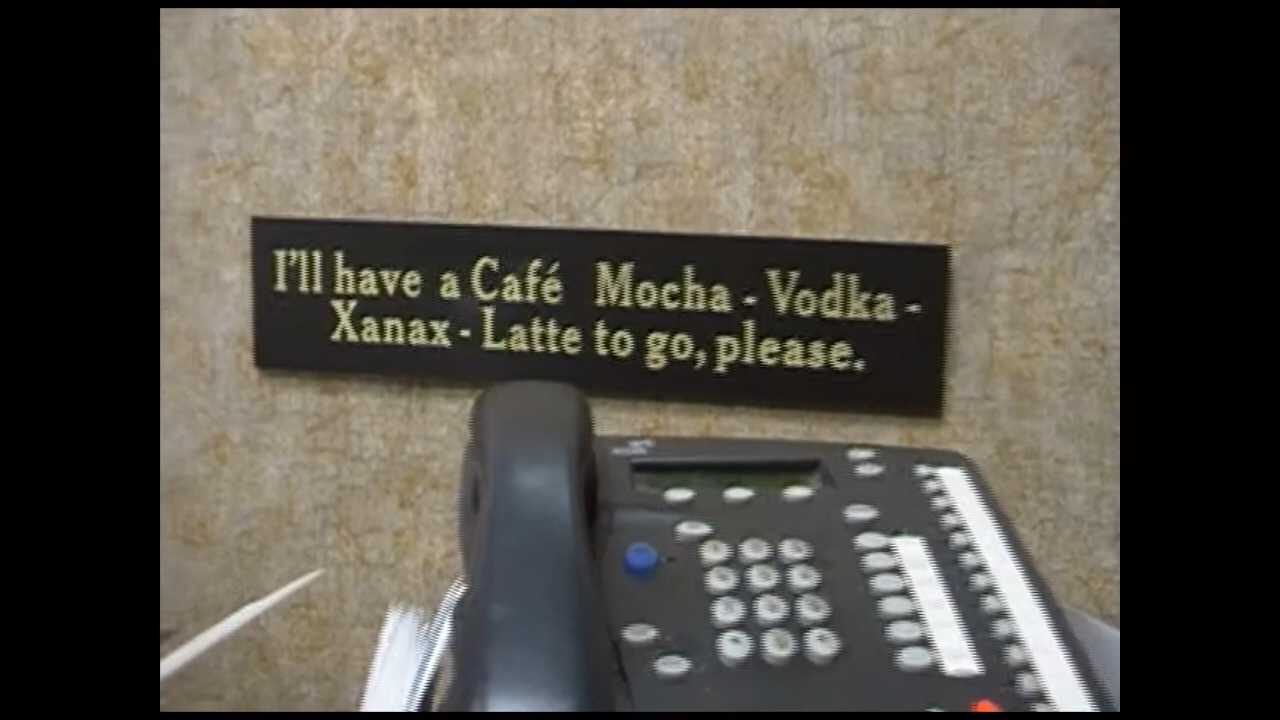 I'll have a Café Mocha - Vodka -
Xanax - Latte to go, please.